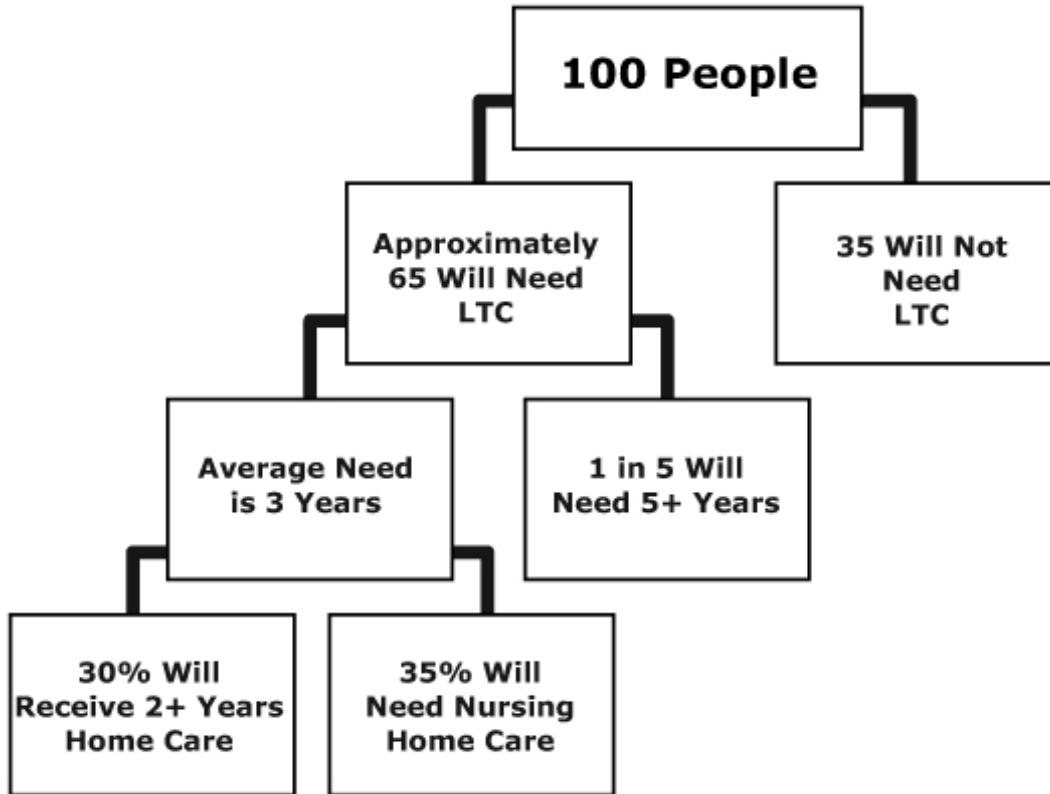 100 People
Approximately
65 Will Need
LTC
35 Will Not
Need
LTC
Average Need
is 3 Years
1 in 5 Will
Need 5+ Years
30% Will
Receive 2+ Years
Home Care
35% Will
Need Nursing
Home Care